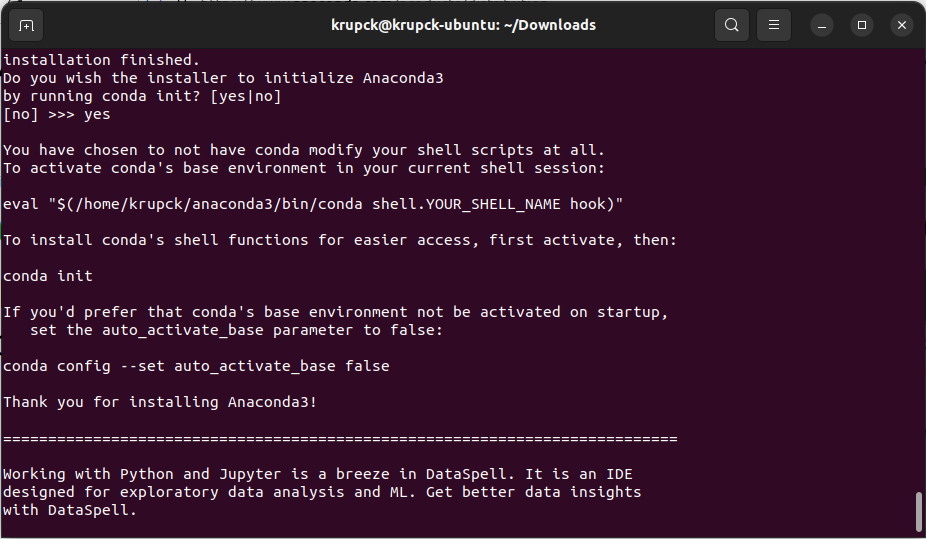 krupck@krupck-ubuntu: ~/Downloads
installation finished.
Do you wish the installer to initialize Anaconda3
by running conda init? [yes|no]
[no] >>> yes
You have chosen to not have conda modify your shell scripts at all.
To activate conda's base environment in your current shell session:
eval "$(/home/krupck/anaconda3/bin/conda shell.YOUR_SHELL_NAME hook)"
To install conda's shell functions for easier access, first activate, then:
conda init
If you'd prefer that conda's base environment not be activated on startup,
   set the auto_activate_base parameter to false:
conda config --set auto_activate_base false
Thank you for installing Anaconda3!
===========================================================================
Working with Python and Jupyter is a breeze in DataSpell. It is an IDE
designed for exploratory data analysis and ML. Get better data insights
with DataSpell.